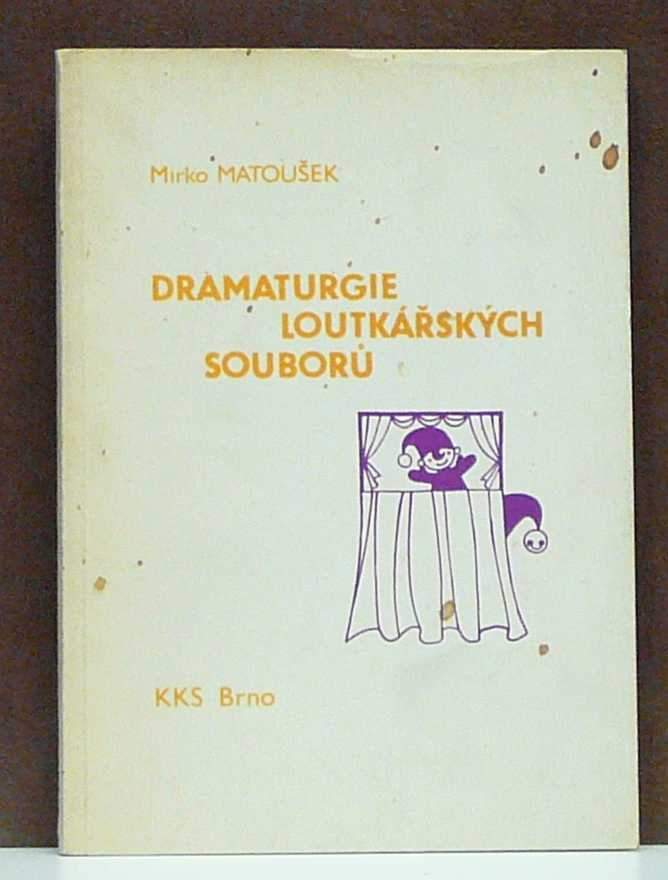 Mirko MATOUŠEK
DRAMATURGIE
LOUTKÁŘSKÝCH
SOUBORŮ
KKS Brno